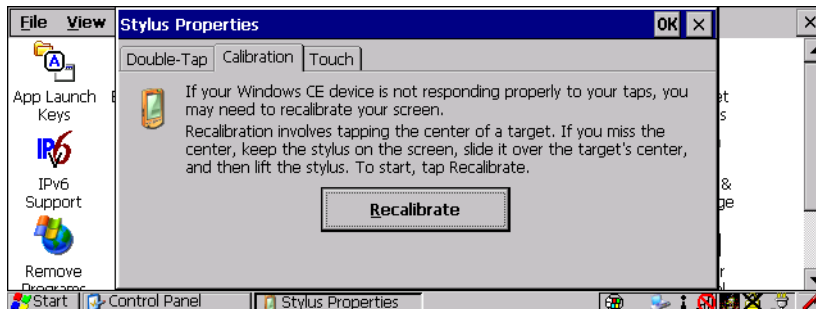 File View
Stylus Properties OK
Double-Tap Calibration Touch
App Launch
Keys
If your Windows CE device is not responding properly to your taps, you
may need to recalibrate your screen.
Recalibration involves tapping the center of a target. If you miss the
center, keep the stylus on the screen, slide it over the target's center,
and then lift the stylus. To start, tap Recalibrate.
IPv6
IPv6
Support
&
Recalibrate
Remove
Programs
Start Control Panel Stylus Properties